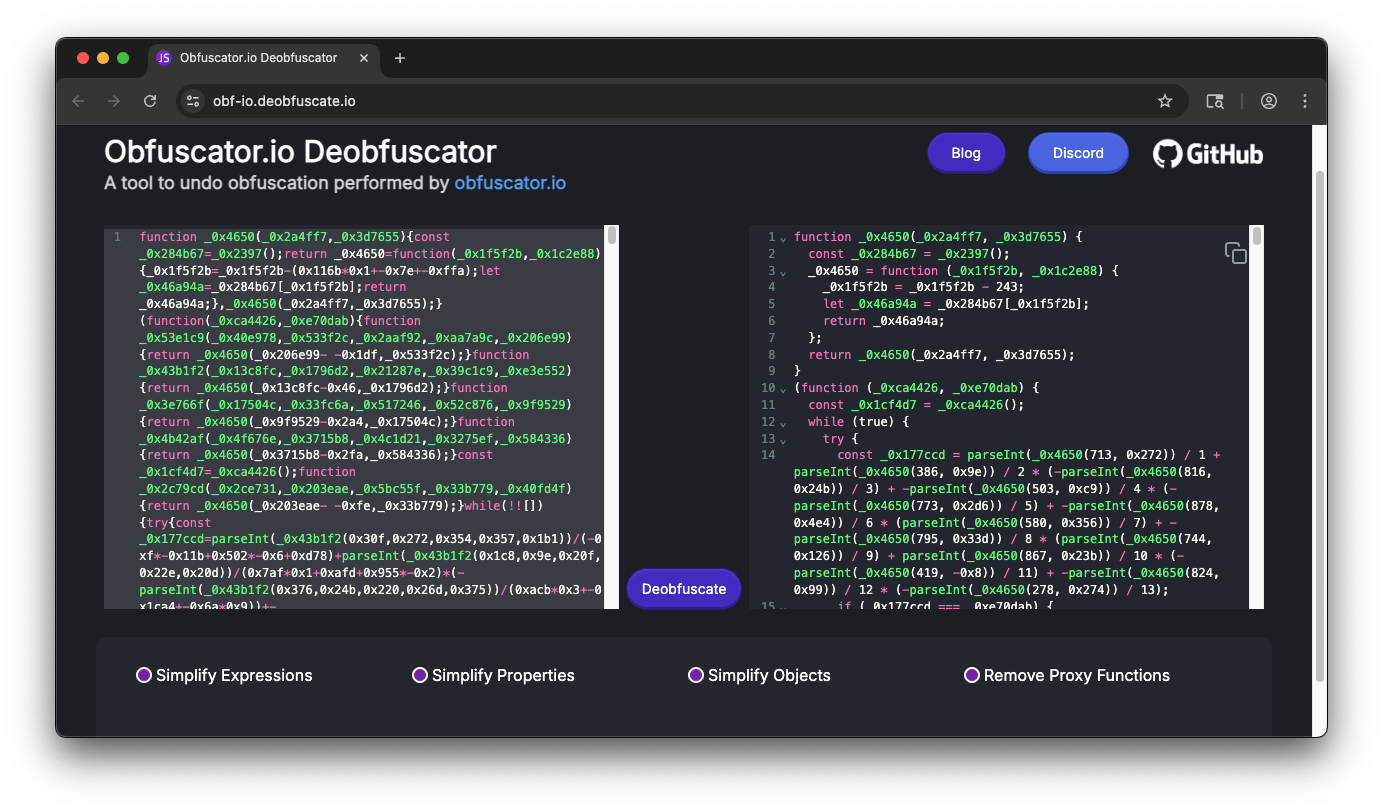 Obfuscator.io Deobfuscator
obf-io.deobfuscate.io
Obfuscator.io Deobfuscator
A tool to undo obfuscation performed by obfuscator.io
Blog
Discord
GitHub
1 function _0x4650(_0x2a4ff7,_0x3d7655){const
_0x284b67=_0x2397();return _0x4650=function(_0x1f5f2b,_0x1c2e88)
{_0x1f5f2b=_0x1f5f2b-(0x116b*0x1+-0x7e+-0xffa);let
_0x46a94a=_0x284b67[_0x1f5f2b];return
_0x46a94a;},_0x4650(_0x2a4ff7,_0x3d7655);}
(function(_0xca4426,_0xe70dab){function
_0x53e1c9(_0x40e978,_0x533f2c,_0x2aaf92,_0xaa7a9c,_0x206e99)
{return _0x4650(_0x206e99- -0x1df,_0x533f2c);}function
_0x43b1f2(_0x13c8fc,_0x1796d2,_0x21287e,_0x39c1c9,_0xe3e552)
{return _0x4650(_0x13c8fc-0x46,_0x1796d2);}function
_0x3e766f(_0x17504c,_0x33fc6a,_0x517246,_0x52c876,_0x9f9529)
{return _0x4650(_0x9f9529-0x2a4,_0x17504c);}function
_0x4b42af(_0x4f676e,_0x3715b8,_0x4c1d21,_0x3275ef,_0x584336)
{return _0x4650(_0x3715b8-0x2fa,_0x584336);}const
_0x1cf4d7=_0xca4426();function
_0x2c79cd(_0x2ce731,_0x203eae,_0x5bc55f,_0x33b779,_0x40fd4f)
{return _0x4650(_0x203eae- -0xfe,_0x33b779);}while(!![])
{try{const
_0x177ccd=parseInt(_0x43b1f2(0x30f,0x272,0x354,0x357,0x1b1))/(-0
xf*-0x11b+0x502*-0x6+0xd78)+parseInt(_0x43b1f2(0x1c8,0x9e,0x20f,
0x22e,0x20d))/(0x7af*0x1+0xafd+0x955*-0x2)*(-
parseInt(_0x43b1f2(0x376,0x24b,0x220,0x26d,0x375))/(0xacb*0x3+-0
x1ca4+-0x6a*0x9))+-
Deobfuscate
1 function _0x4650(_0x2a4ff7, _0x3d7655) {
2 const _0x284b67 = _0x2397();
3 _0x4650 = function (_0x1f5f2b, _0x1c2e88) {
4 _0x1f5f2b = _0x1f5f2b - 243;
5 let _0x46a94a = _0x284b67[_0x1f5f2b];
6 return _0x46a94a;
7 };
8 return _0x4650(_0x2a4ff7, _0x3d7655);
9 }
10 (function (_0xca4426, _0xe70dab) {
11 const _0x1cf4d7 = _0xca4426();
12 while (true) {
13 try {
14 const _0x177ccd = parseInt(_0x4650(713, 0x272)) / 1 +
parseInt(_0x4650(386, 0x9e)) / 2 * (-parseInt(_0x4650(816,
0x24b)) / 3) + -parseInt(_0x4650(503, 0xc9)) / 4 * (-
parseInt(_0x4650(773, 0x2d6)) / 5) + -parseInt(_0x4650(878,
0x4e4)) / 6 * (parseInt(_0x4650(580, 0x356)) / 7) + -
parseInt(_0x4650(795, 0x33d)) / 8 * (parseInt(_0x4650(744,
0x126)) / 9) + parseInt(_0x4650(867, 0x23b)) / 10 * (-
parseInt(_0x4650(419, -0x8)) / 11) + -parseInt(_0x4650(824,
0x99)) / 12 * (-parseInt(_0x4650(278, 0x274)) / 13);
15 if (_0x177ccd === _0xe70dab) {
Simplify Expressions
Simplify Properties
Simplify Objects
Remove Proxy Functions